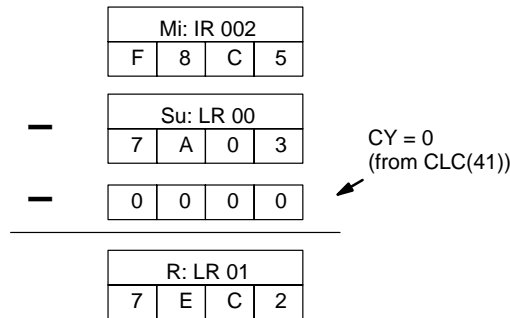 Mi: IR 002
F 8 C 5
− Su: LR 00
7 A 0 3
CY = 0
(from CLC(41))
− 0 0 0 0
R: LR 01
7 E C 2